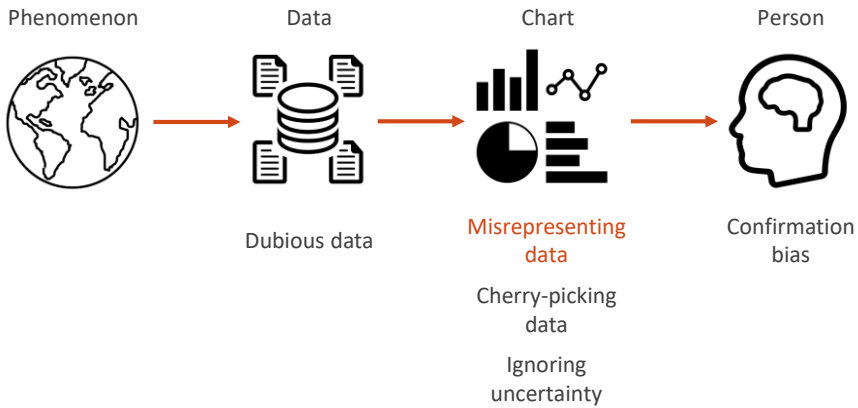 Phenomenon
Data
Chart
Person
Dubious data
Misrepresenting
data
Cherry-picking
data
Ignoring
uncertainty
Confirmation
bias